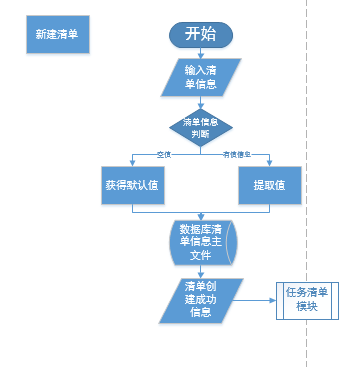 新建清单
开始
输入清
单信息
清单信息
判断
空值
有值信息
获得默认值
提取值
数据库清
单信息主
文件
清单创
建成功
信息
任务清单
模块